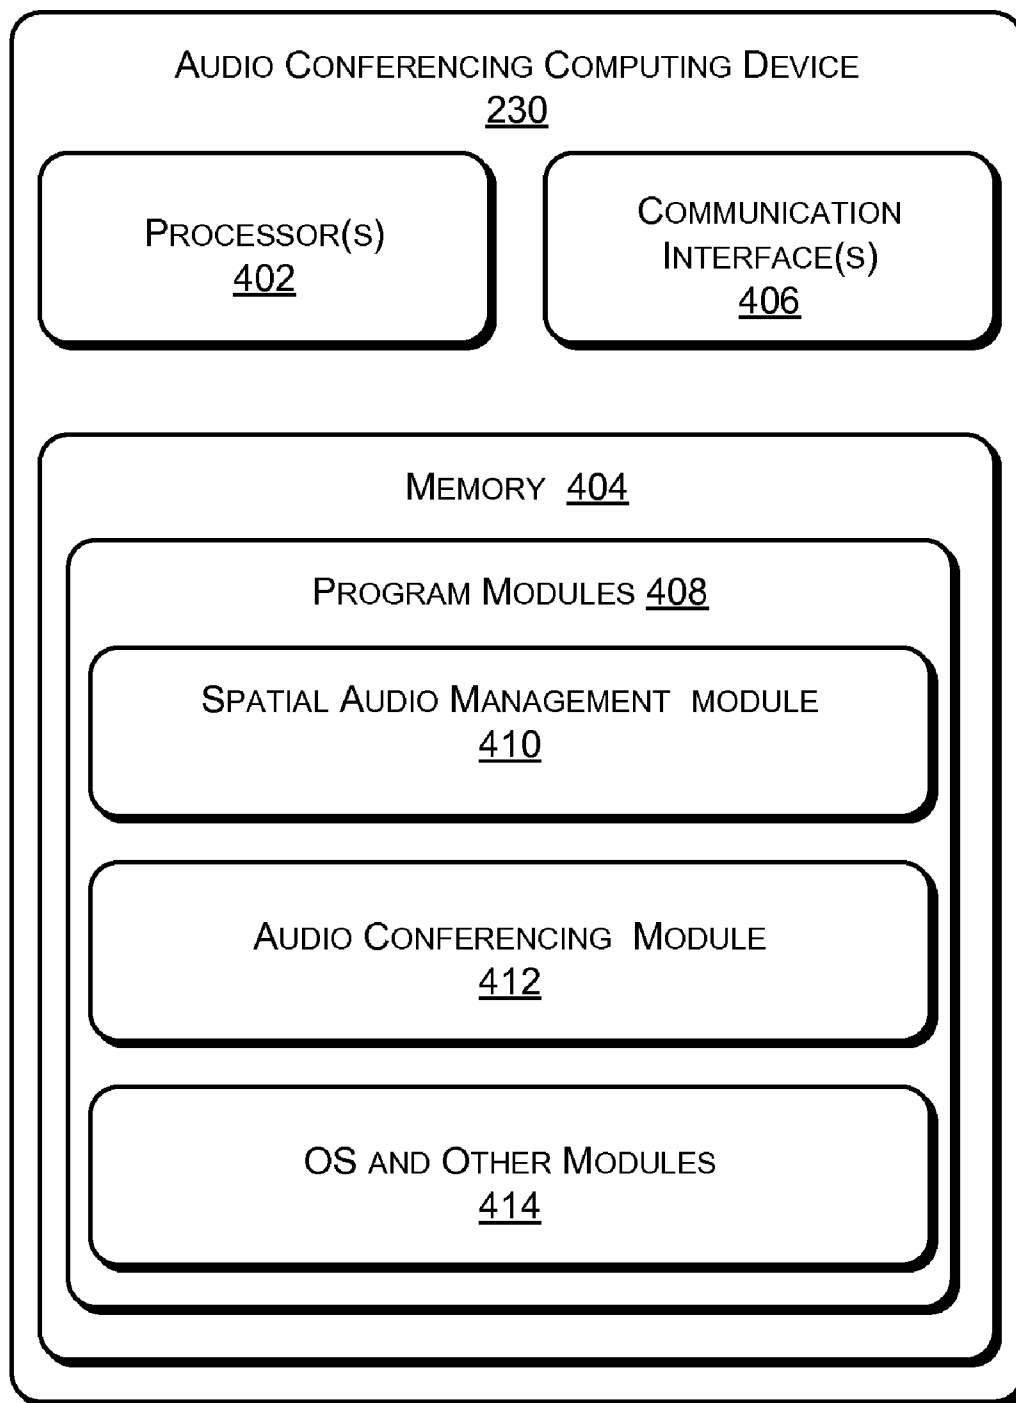 AUDIO CONFERENCING COMPUTING DEVICE
230
PROCESSOR(S)
402
COMMUNICATION
INTERFACE(S)
406
MEMORY 404
PROGRAM MODULES 408
SPATIAL AUDIO MANAGEMENT MODULE
410
AUDIO CONFERENCING MODULE
412
OS AND OTHER MODULES
414